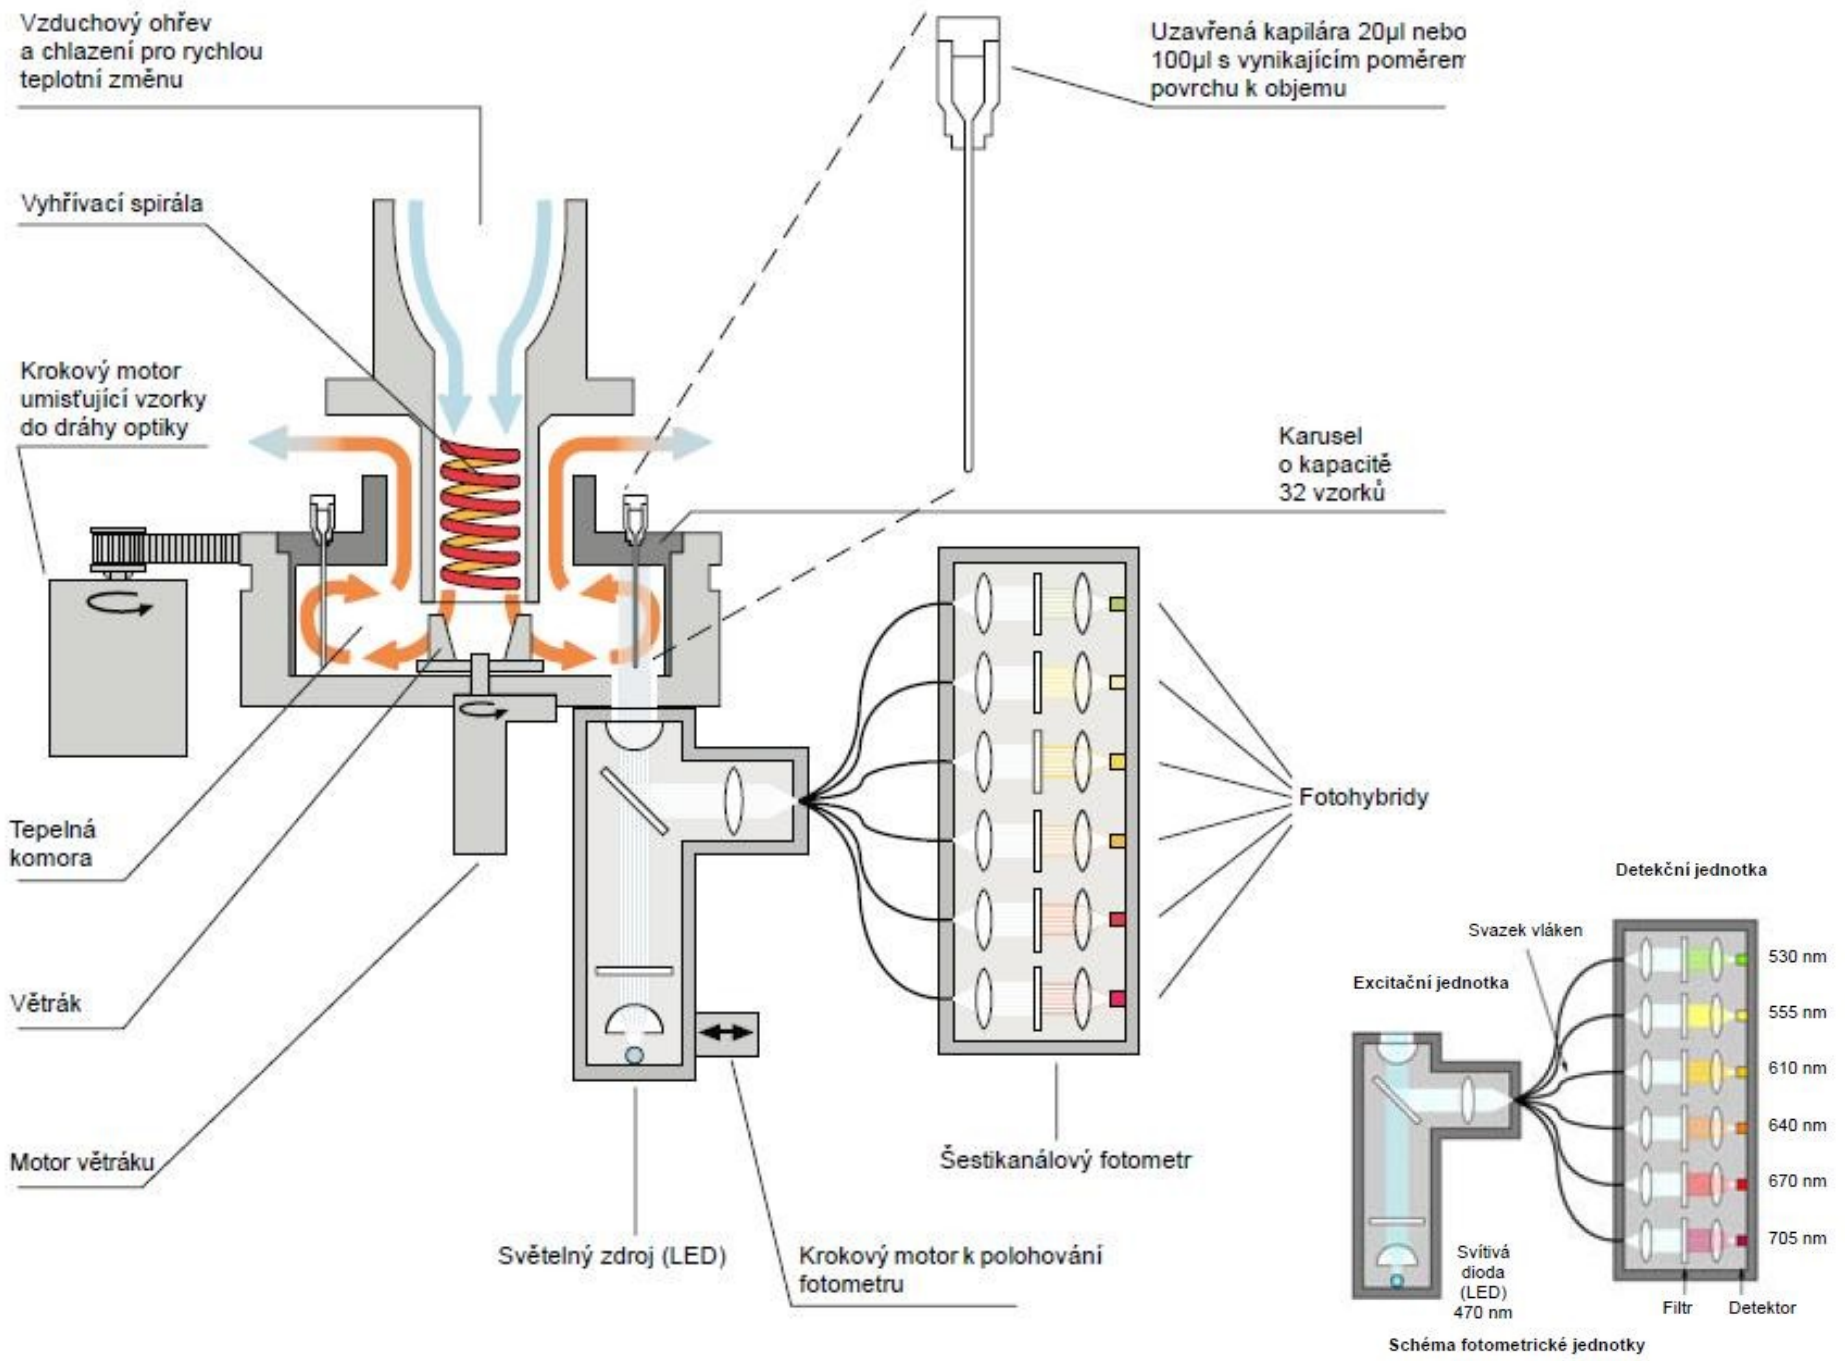 Vzduchový ohřev
a chlazení pro rychlou
teplotní změnu
Uzavřená kapilára 20µl nebo
100µl s vynikajícím poměrem
povrchu k objemu
Vyhřívací spirála
Krokový motor
umisťující vzorky
do dráhy optiky
Karusel
o kapacitě
32 vzorků
Fotohybridy
Tepelná
komora
Větrák
Motor větráku
Světelný zdroj (LED)
Krokový motor k polohování
fotometru
Šestikanálový fotometr
Detekční jednotka
Svazek vláken
Excitační jednotka
530 nm
555 nm
610 nm
640 nm
670 nm
705 nm
Svítivá
dioda
(LED)
470 nm
Filtr
Detektor
Schéma fotometrické jednotky